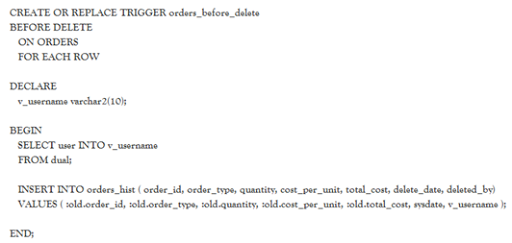 CREATE OR REPLACE TRIGGER orders_before_delete
BEFORE DELETE
ON ORDERS
FOR EACH ROW
DECLARE
v_username varchar2(10);
BEGIN
SELECT user INTO v_username
FROM dual;
INSERT INTO orders_hist ( order_id, order_type, quantity, cost_per_unit, total_cost, delete_date, deleted_by)
VALUES ( :old.order_id, :old.order_type, :old.quantity, :old.cost_per_unit, :old.total_cost, sysdate, v_username );
END;